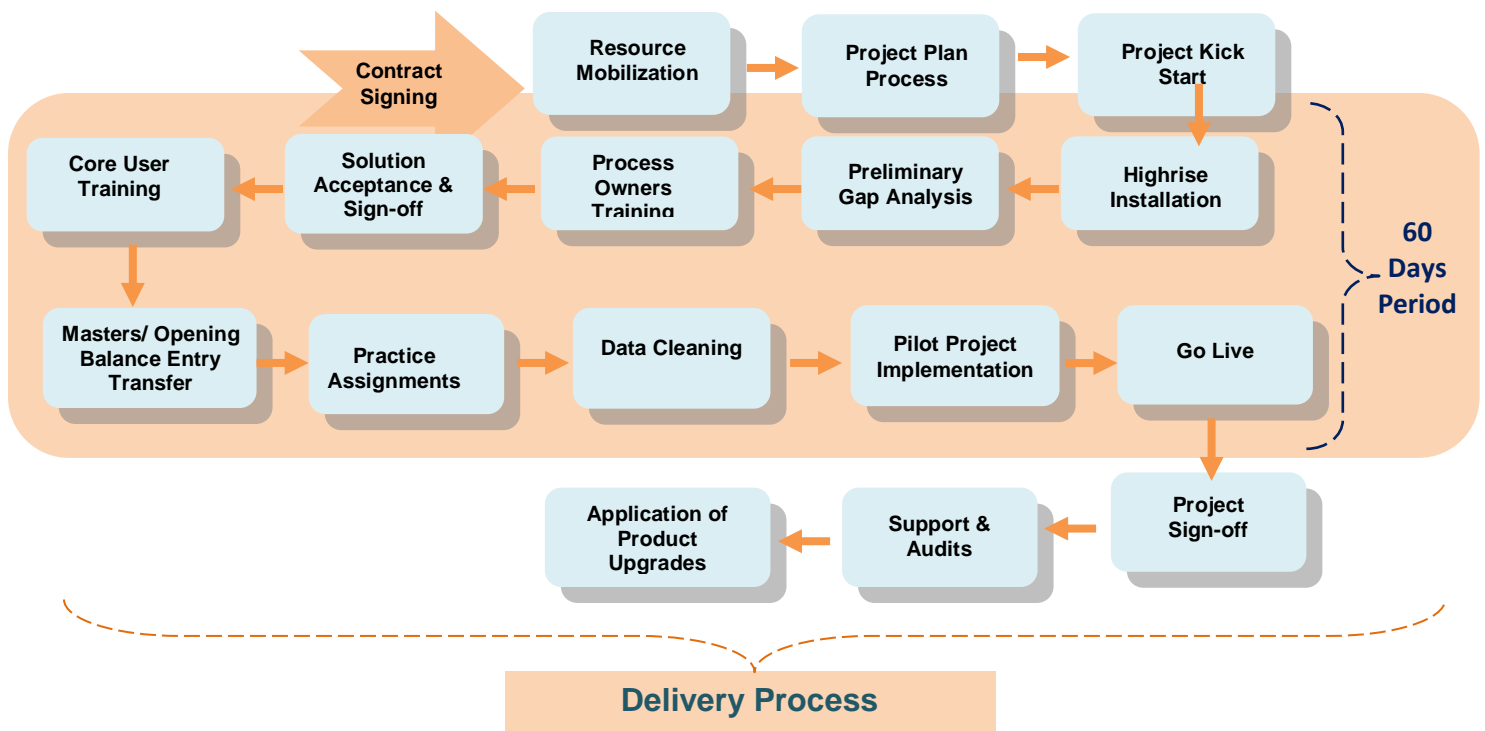 Contract
Signing
Resource
Mobilization
Project Plan
Process
Project Kick
Start
Highrise
Installation
Preliminary
Gap Analysis
Process
Owners
Training
Solution
Acceptance &
Sign-off
Core User
Training
60
Days
Period
Masters/ Opening
Balance Entry
Transfer
Practice
Assignments
Data Cleaning
Pilot Project
Implementation
Go Live
Project
Sign-off
Support &
Audits
Application of
Product
Upgrades
Delivery Process